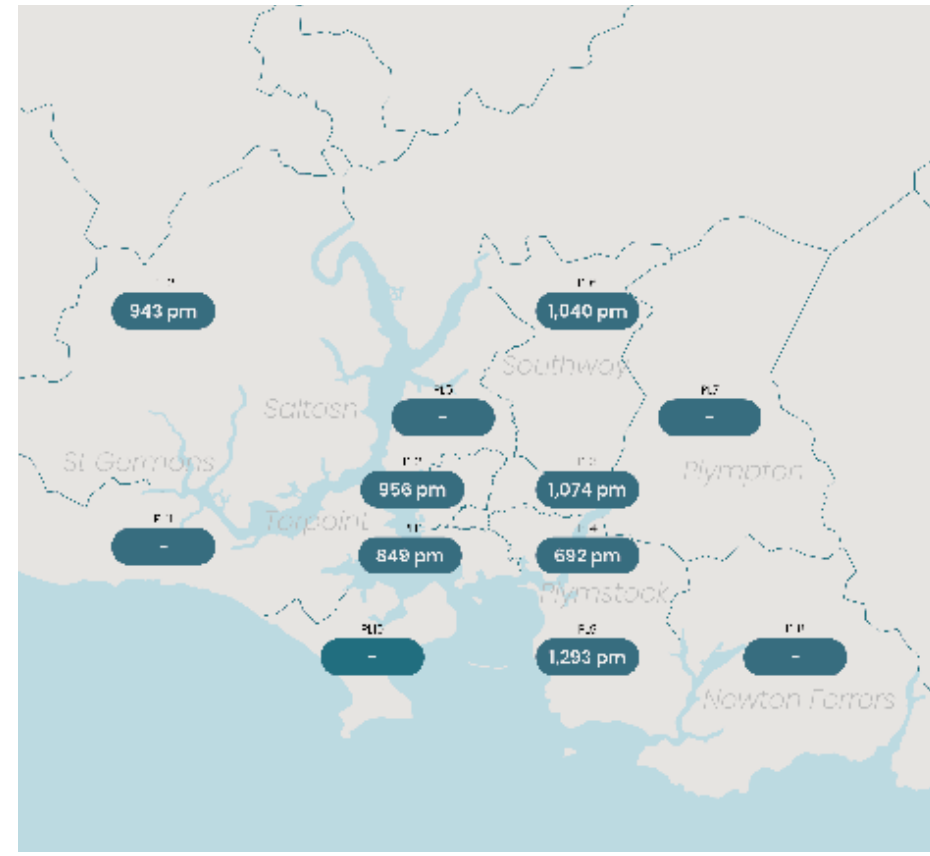 943 pm
1,040 pm
Southway
PL5
-
PL7
-
Saltash
St Germans
Plympton
956 pm
1,074 pm
-
Torpoint
849 pm
692 pm
Plymstock
PL10
-
PL9
1,293 pm
-
Newton Ferrers